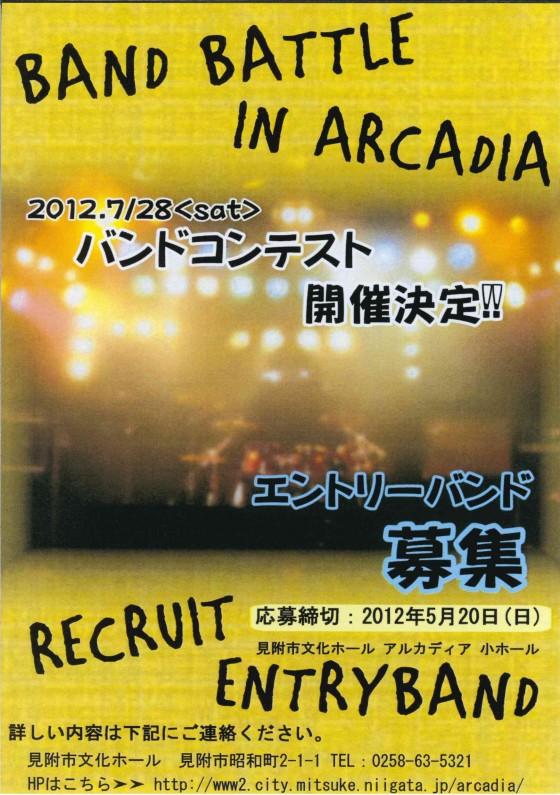 BAND BATTLE
IN ARCADIA
2012.7/28<sat>
バンドコンテスト
開催決定!!
エントリーバンド
募集
応募締切：2012年5月20日(日)
見附市文化ホール アルカディア 小ホール
RECRUIT
ENTRYBAND
詳しい内容は下記にご連絡ください。
見附市文化ホール 見附市昭和町2-1-1 TEL：0258-63-5321
HPはこちら➤➤ http://www2.city.mitsuke.niigata.jp/arcadia/